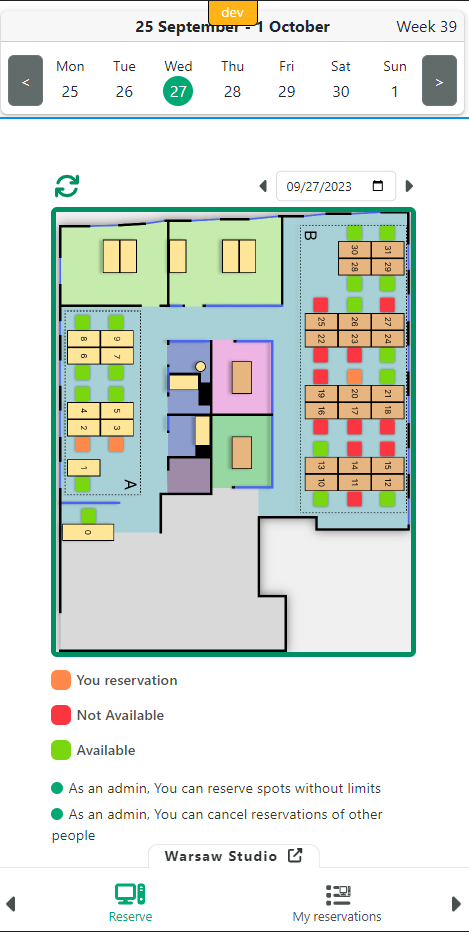 dev
25 September - 1 October
Week 39
<
Mon Tue Wed Thu Fri Sat Sun
25 26 27 28 29 30 1
>
09/27/2023
B
30 31
28 29
25 26 27
22 23 24
19 20 21
16 17 18
13 14 15
10 11 12
8 9
6 7
4 5
2 3
1
A
0
You reservation
Not Available
Available
As an admin, You can reserve spots without limits
As an admin, You can cancel reservations of other
people
Warsaw Studio
Reserve
My reservations